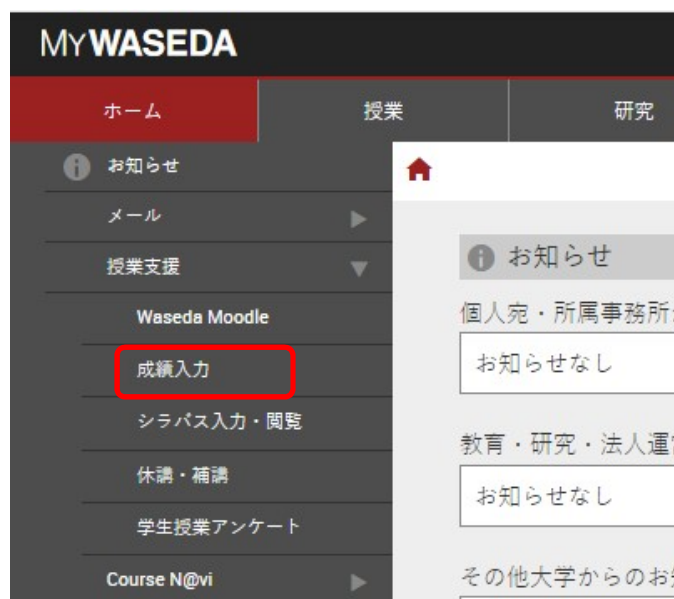 MYWASEDA
ホーム
授業
研究
お知らせ
メール
授業支援
Waseda Moodle
成績入力
シラバス入力・閲覧
休講・補講
学生授業アンケート
Course N@vi
お知らせ
個人宛・所属事務所
お知らせなし
教育・研究・法人運
お知らせなし
その他大学からのお